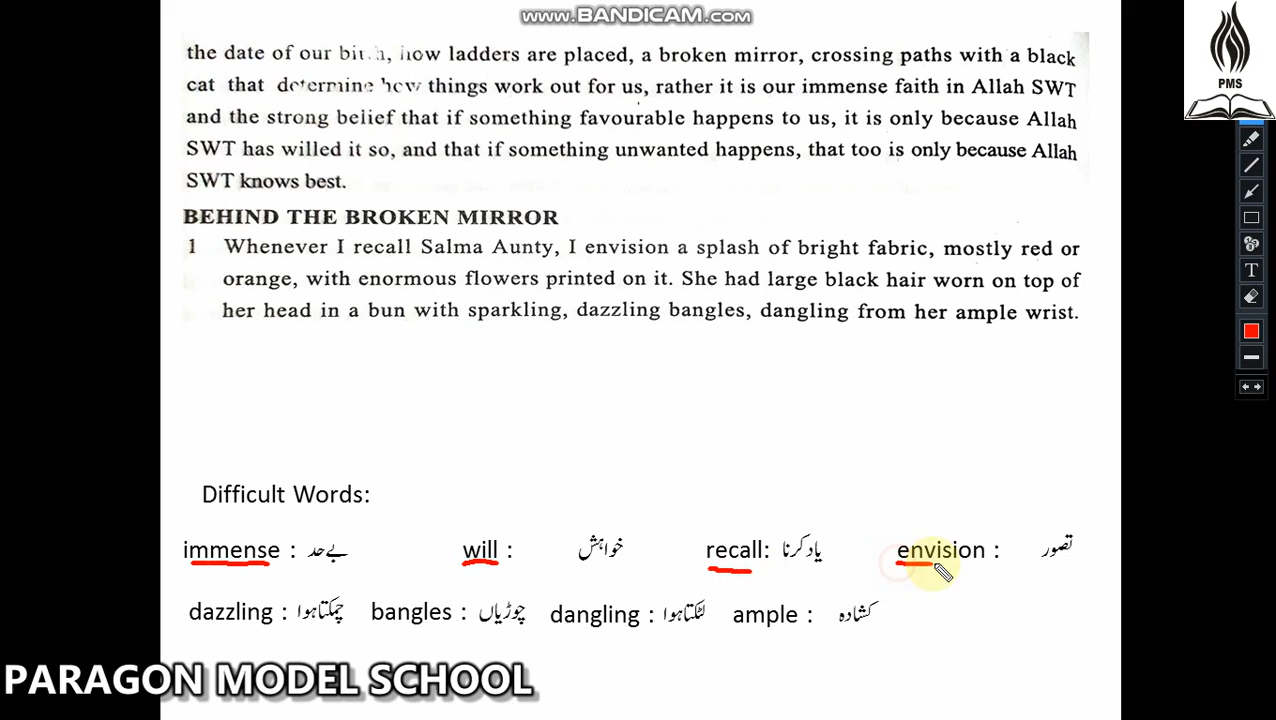 www.BANDICAM.com
PMS
the date of our birth, how ladders are placed, a broken mirror, crossing paths with a black
cat that determine how things work out for us, rather it is our immense faith in Allah SWT
and the strong belief that if something favourable happens to us, it is only because Allah
SWT has willed it so, and that if something unwanted happens, that too is only because Allah
SWT knows best.
BEHIND THE BROKEN MIRROR
1 Whenever I recall Salma Aunty, I envision a splash of bright fabric, mostly red or
orange, with enormous flowers printed on it. She had large black hair worn on top of
her head in a bun with sparkling, dazzling bangles, dangling from her ample wrist.
Difficult Words:
immense : بے حد will : خواہش recall: یاد کرنا envision : تصور
dazzling : چمکتا ہوا bangles : چوڑیاں dangling : لٹکتا ہوا ample : کشادہ
PARAGON MODEL SCHOOL